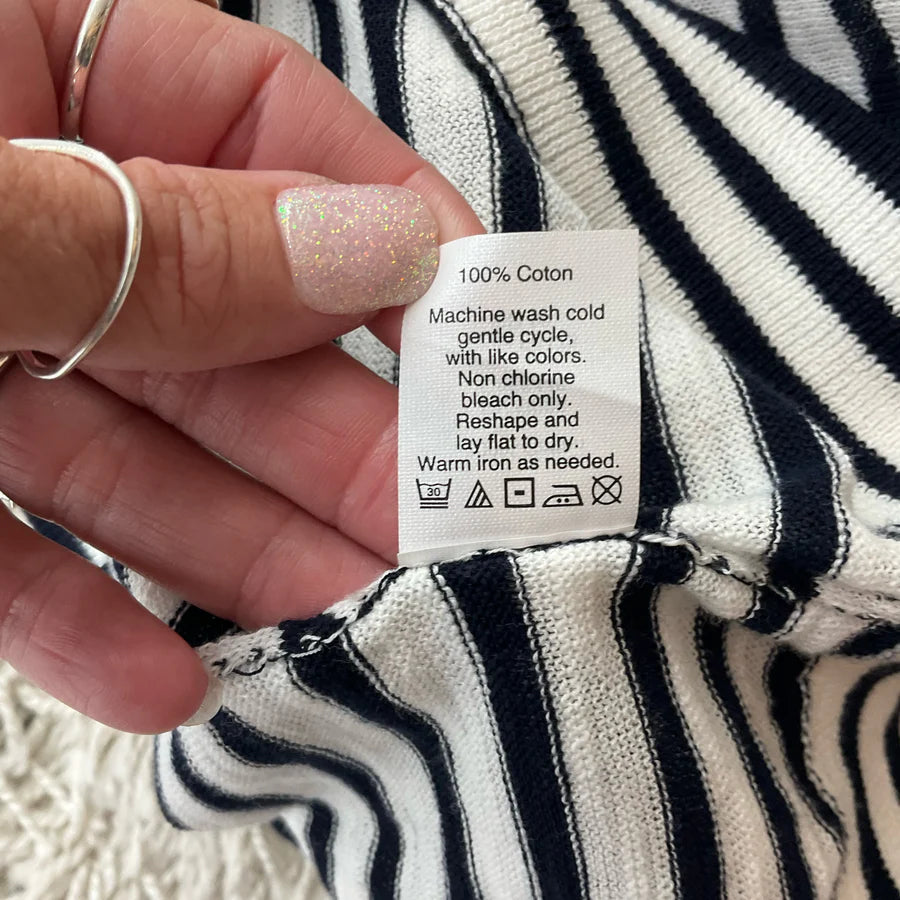 100% Coton
Machine wash cold
gentle cycle,
with like colors.
Non chlorine
bleach only.
Reshape and
lay flat to dry.
Warm iron as needed.
30